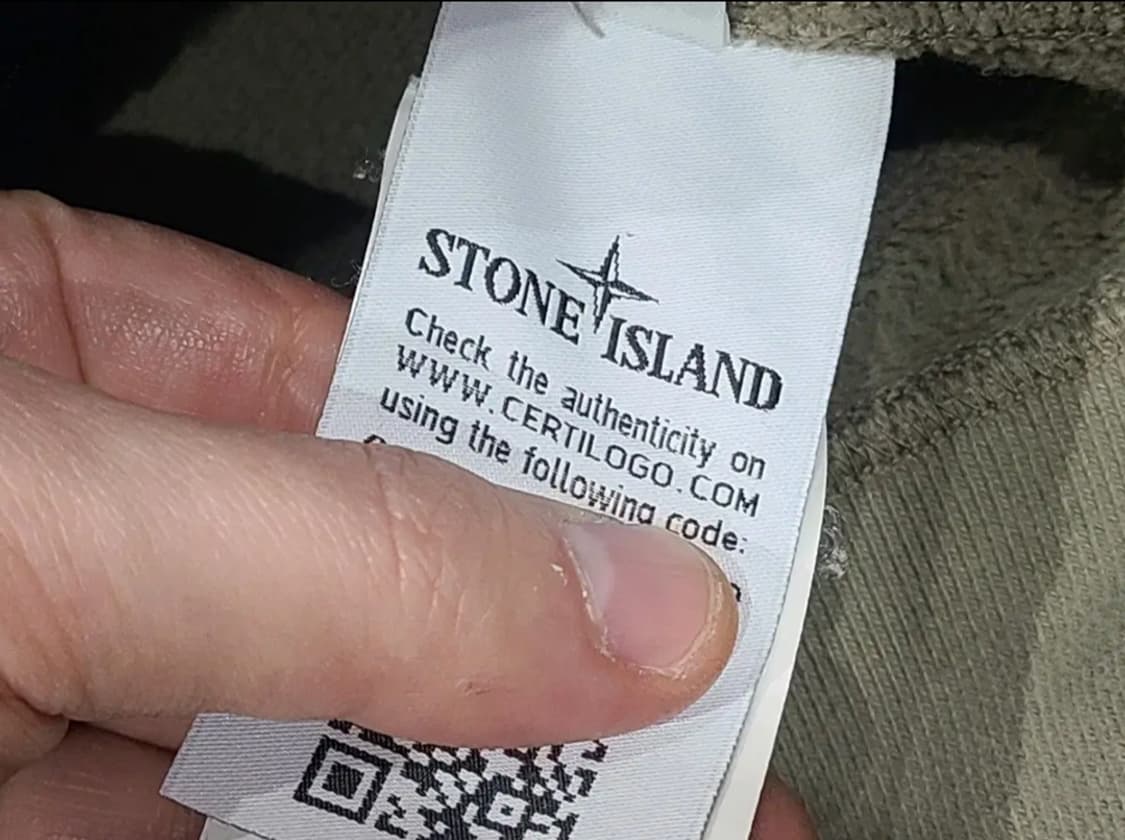 STONE ISLAND
Check the authenticity on
WWW.CERTILOGO.COM
using the following code: